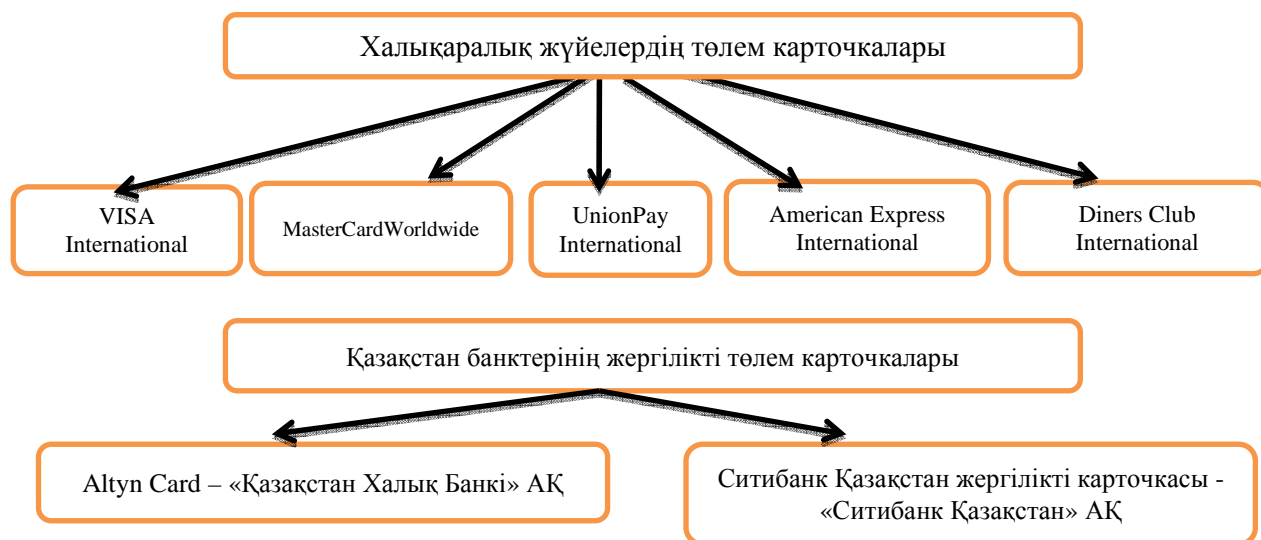 Халықаралық жүйелердің төлем карточкалары
VISA
International
MasterCardWorldwide
UnionPay
International
American Express
International
Diners Club
International
Қазақстан банктерінің жергілікті төлем карточкалары
Altyn Card – «Қазақстан Халық Банкі» АҚ
Ситибанк Қазақстан жергілікті карточкасы -
«Ситибанк Қазақстан» АҚ